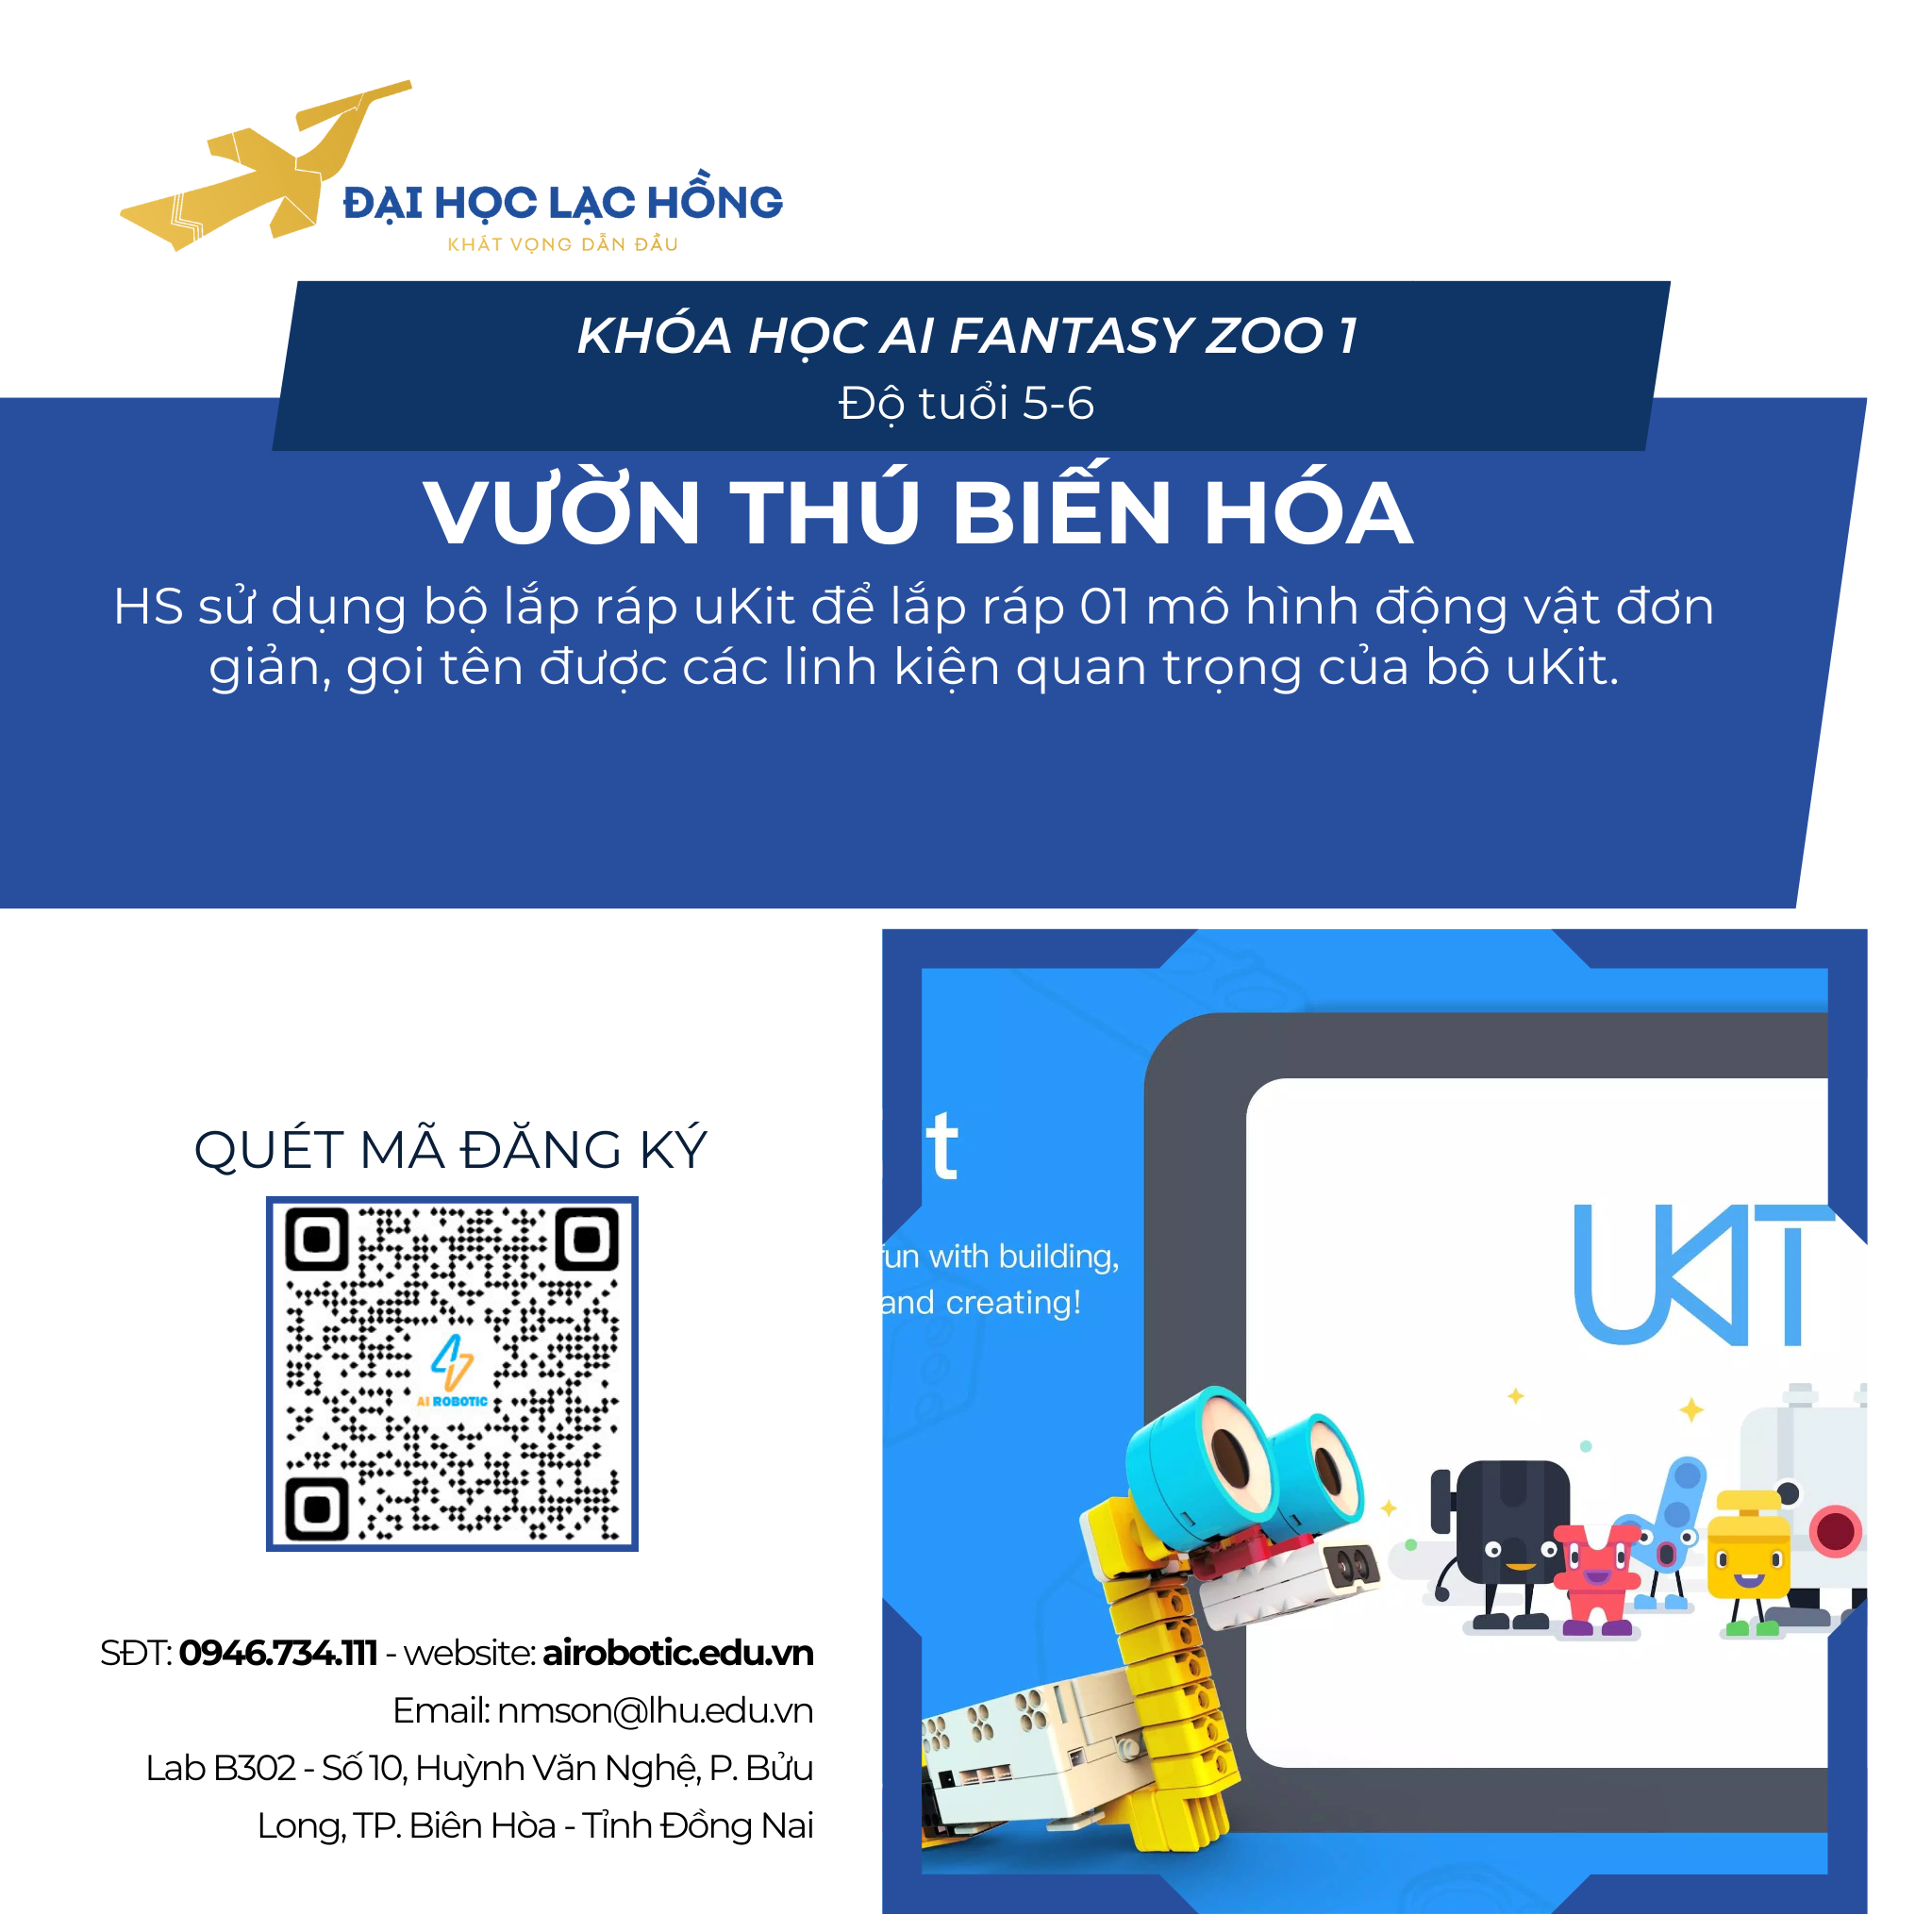 ĐẠI HỌC LẠC HỒNG
KHÁT VỌNG DẪN ĐẦU
KHÓA HỌC AI FANTASY ZOO 1
Độ tuổi 5-6
VƯỜN THÚ BIẾN HÓA
HS sử dụng bộ lắp ráp uKit để lắp ráp 01 mô hình động vật đơn
giản, gọi tên được các linh kiện quan trọng của bộ uKit.
QUÉT MÃ ĐĂNG KÝ
AI ROBOTIC
SĐT: 0946.734.111 - website: airobotic.edu.vn
Email: nmson@lhu.edu.vn
Lab B302 - Số 10, Huỳnh Văn Nghệ, P. Bửu
Long, TP. Biên Hòa - Tỉnh Đồng Nai
t
fun with building,
and creating!
UKIT